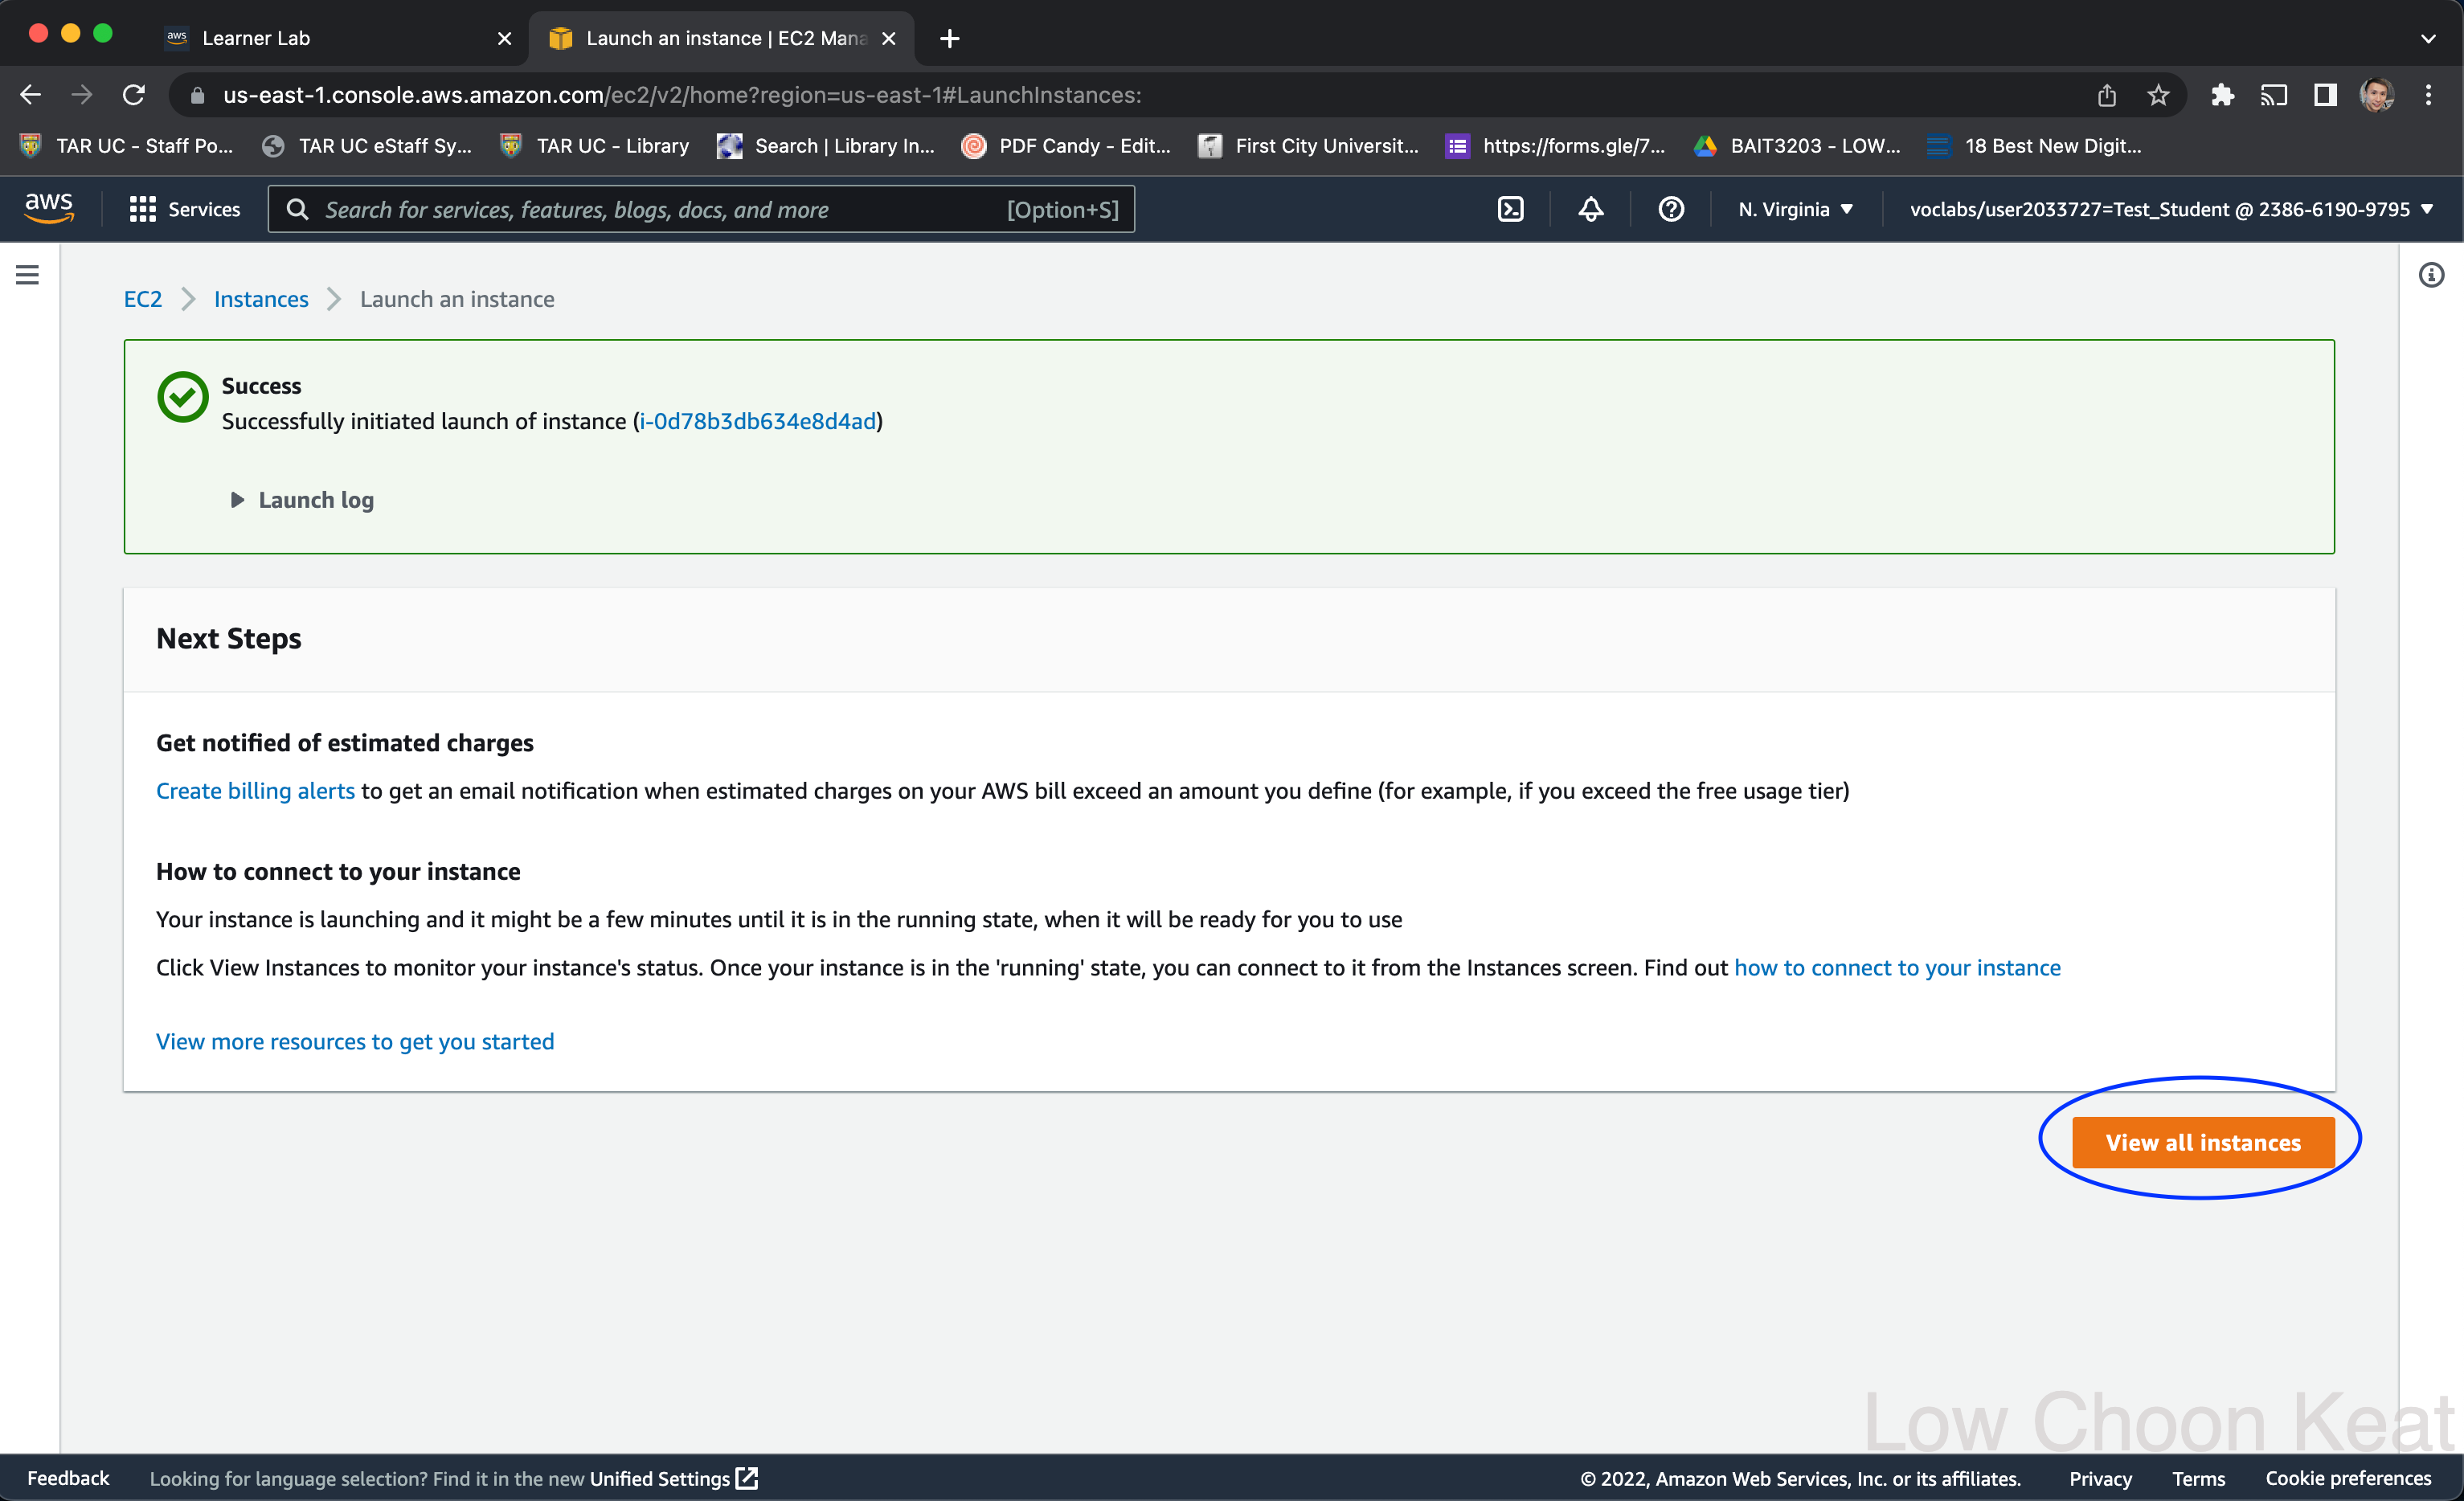 aws Learner Lab
Launch an instance | EC2 Mana
us-east-1.console.aws.amazon.com/ec2/v2/home?region=us-east-1#LaunchInstances:
TAR UC - Staff Po... TAR UC eStaff Sy... TAR UC - Library Search | Library In... PDF Candy - Edit... First City Universit... https://forms.gle/7... BAIT3203 - LOW... 18 Best New Digit...
aws Services Search for services, features, blogs, docs, and more [Option+S] N. Virginia voclabs/user2033727=Test_Student @ 2386-6190-9795
EC2 Instances Launch an instance
Success
Successfully initiated launch of instance (i-0d78b3db634e8d4ad)
Launch log
Next Steps
Get notified of estimated charges
Create billing alerts to get an email notification when estimated charges on your AWS bill exceed an amount you define (for example, if you exceed the free usage tier)
How to connect to your instance
Your instance is launching and it might be a few minutes until it is in the running state, when it will be ready for you to use
Click View Instances to monitor your instance's status. Once your instance is in the 'running' state, you can connect to it from the Instances screen. Find out how to connect to your instance
View more resources to get you started
View all instances
Low Choon Keat
Feedback Looking for language selection? Find it in the new Unified Settings © 2022, Amazon Web Services, Inc. or its affiliates. Privacy Terms Cookie preferences